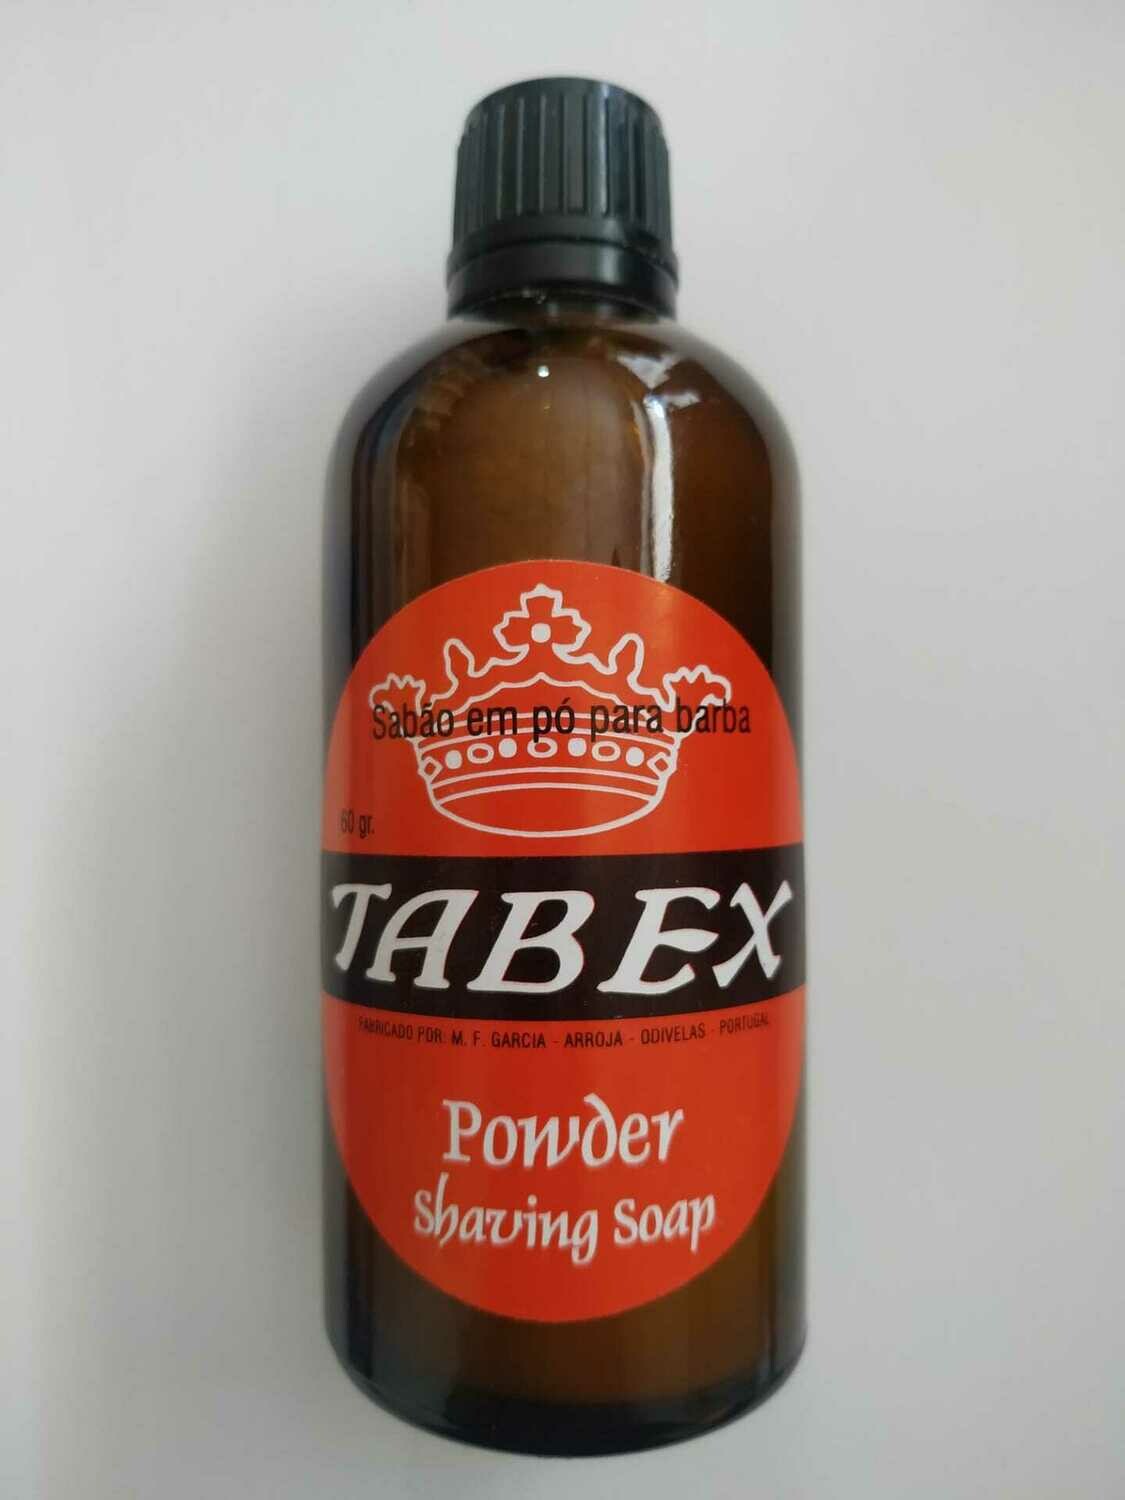 Sabão em pó para barba
60 gr.
TABEX
FABRICADO POR: M. F. GARCIA - ARROJA - ODIVELAS - PORTUGAL
Powder
Shaving Soap